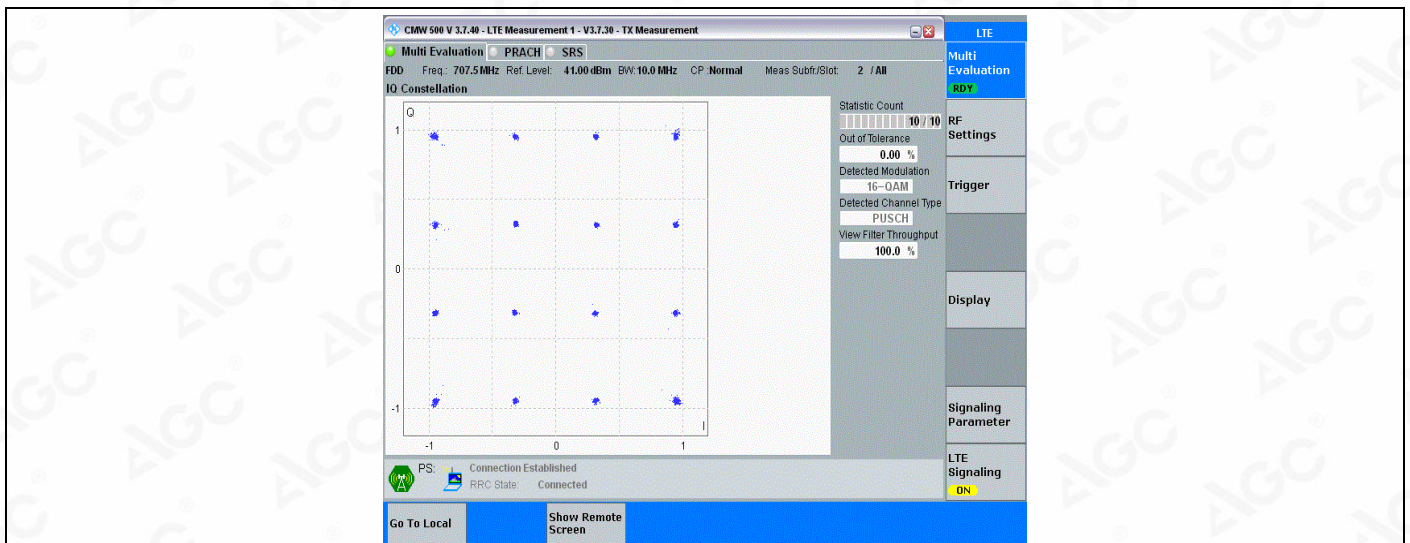 CMW 500 V 3.7.40 - LTE Measurement 1 - V3.7.30 - TX Measurement
LTE
Multi Evaluation PRACH SRS
Multi
Evaluation
RDY
FDD Freq.: 707.5 MHz Ref. Level: 41.00 dBm BW: 10.0 MHz CP :Normal Meas Subfr./Slot: 2 / All
IQ Constellation
Q
1
0
-1
-1 0 1
I
Statistic Count
10 / 10
Out of Tolerance
0.00 %
Detected Modulation
16-QAM
Detected Channel Type
PUSCH
View Filter Throughput
100.0 %
RF
Settings
Trigger
Display
Signaling
Parameter
LTE
Signaling
ON
PS: Connection Established
RRC State: Connected
Go To Local
Show Remote
Screen
AGC